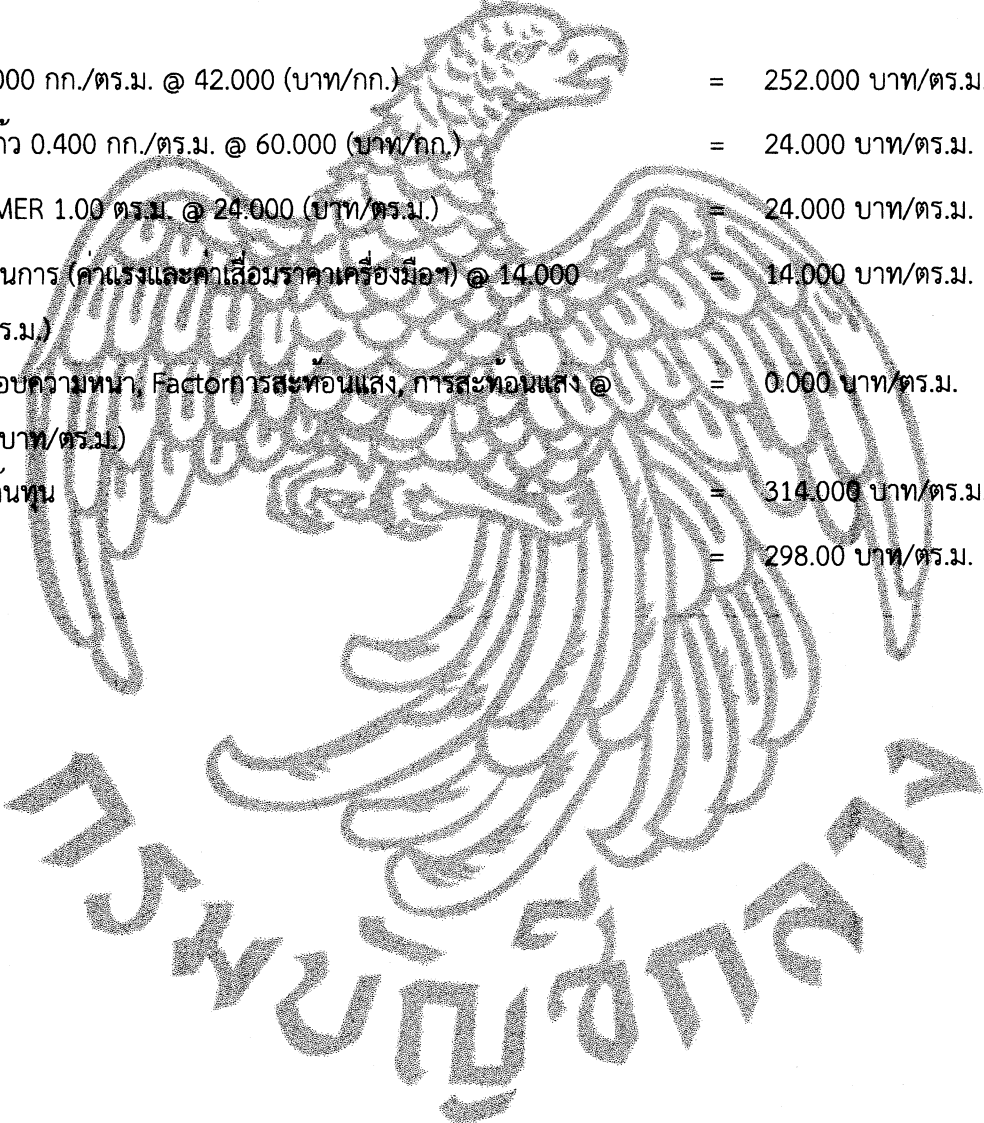 000 กก./ตร.ม. @ 42.000 (บาท/กก.) = 252.000 บาท/ตร.ม.
0.400 กก./ตร.ม. @ 60.000 (บาท/กก.) = 24.000 บาท/ตร.ม.
MER 1.00 ตร.ม. @ 24.000 (บาท/ตร.ม.) = 24.000 บาท/ตร.ม.
นการ (ค่าแรงและค่าเสื่อมราคาเครื่องมือฯ) @ 14.000 = 14.000 บาท/ตร.ม.
ร.ม.)
อบความหนา, Factorการสะท้อนแสง, การสะท้อนแสง @ = 0.000 บาท/ตร.ม.
บาท/ตร.ม.)
นทุน = 314.000 บาท/ตร.ม
= 298.00 บาท/ตร.ม.
กรมบัญชีกลาง